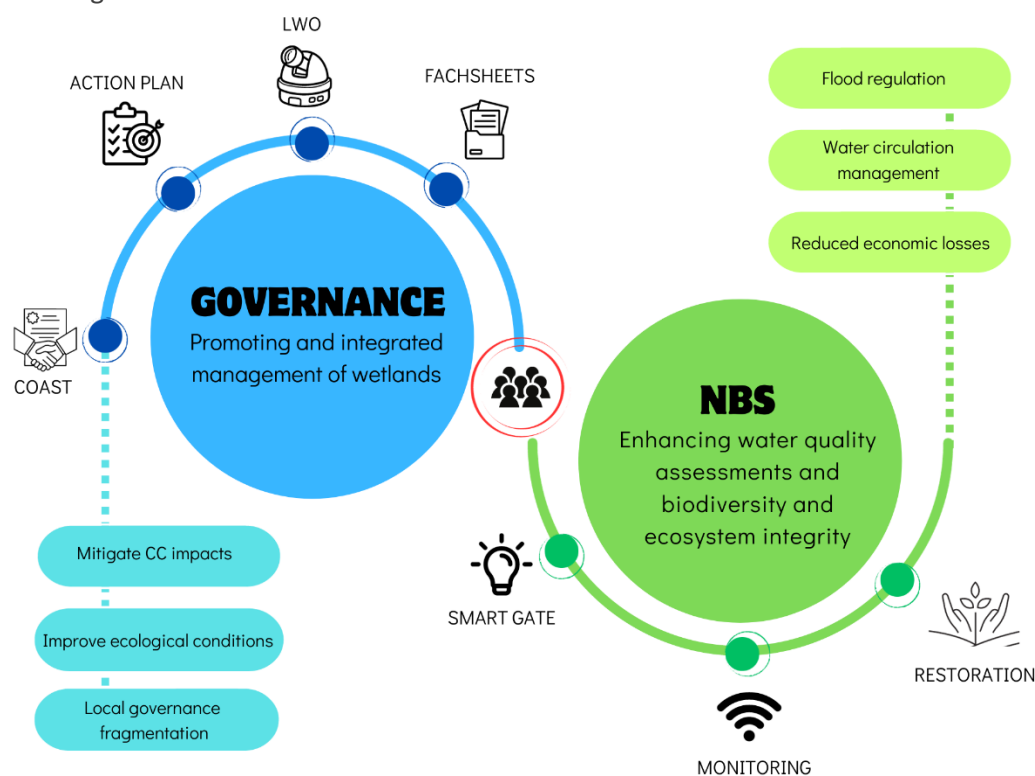 LWO
ACTION PLAN
FACHSHEETS
COAST
GOVERNANCE
Promoting and integrated
management of wetlands
Mitigate CC impacts
Improve ecological conditions
Local governance
fragmentation
Flood regulation
Water circulation
management
Reduced economic losses
NBS
Enhancing water quality
assessments and
biodiversity and
ecosystem integrity
SMART GATE
MONITORING
RESTORATION